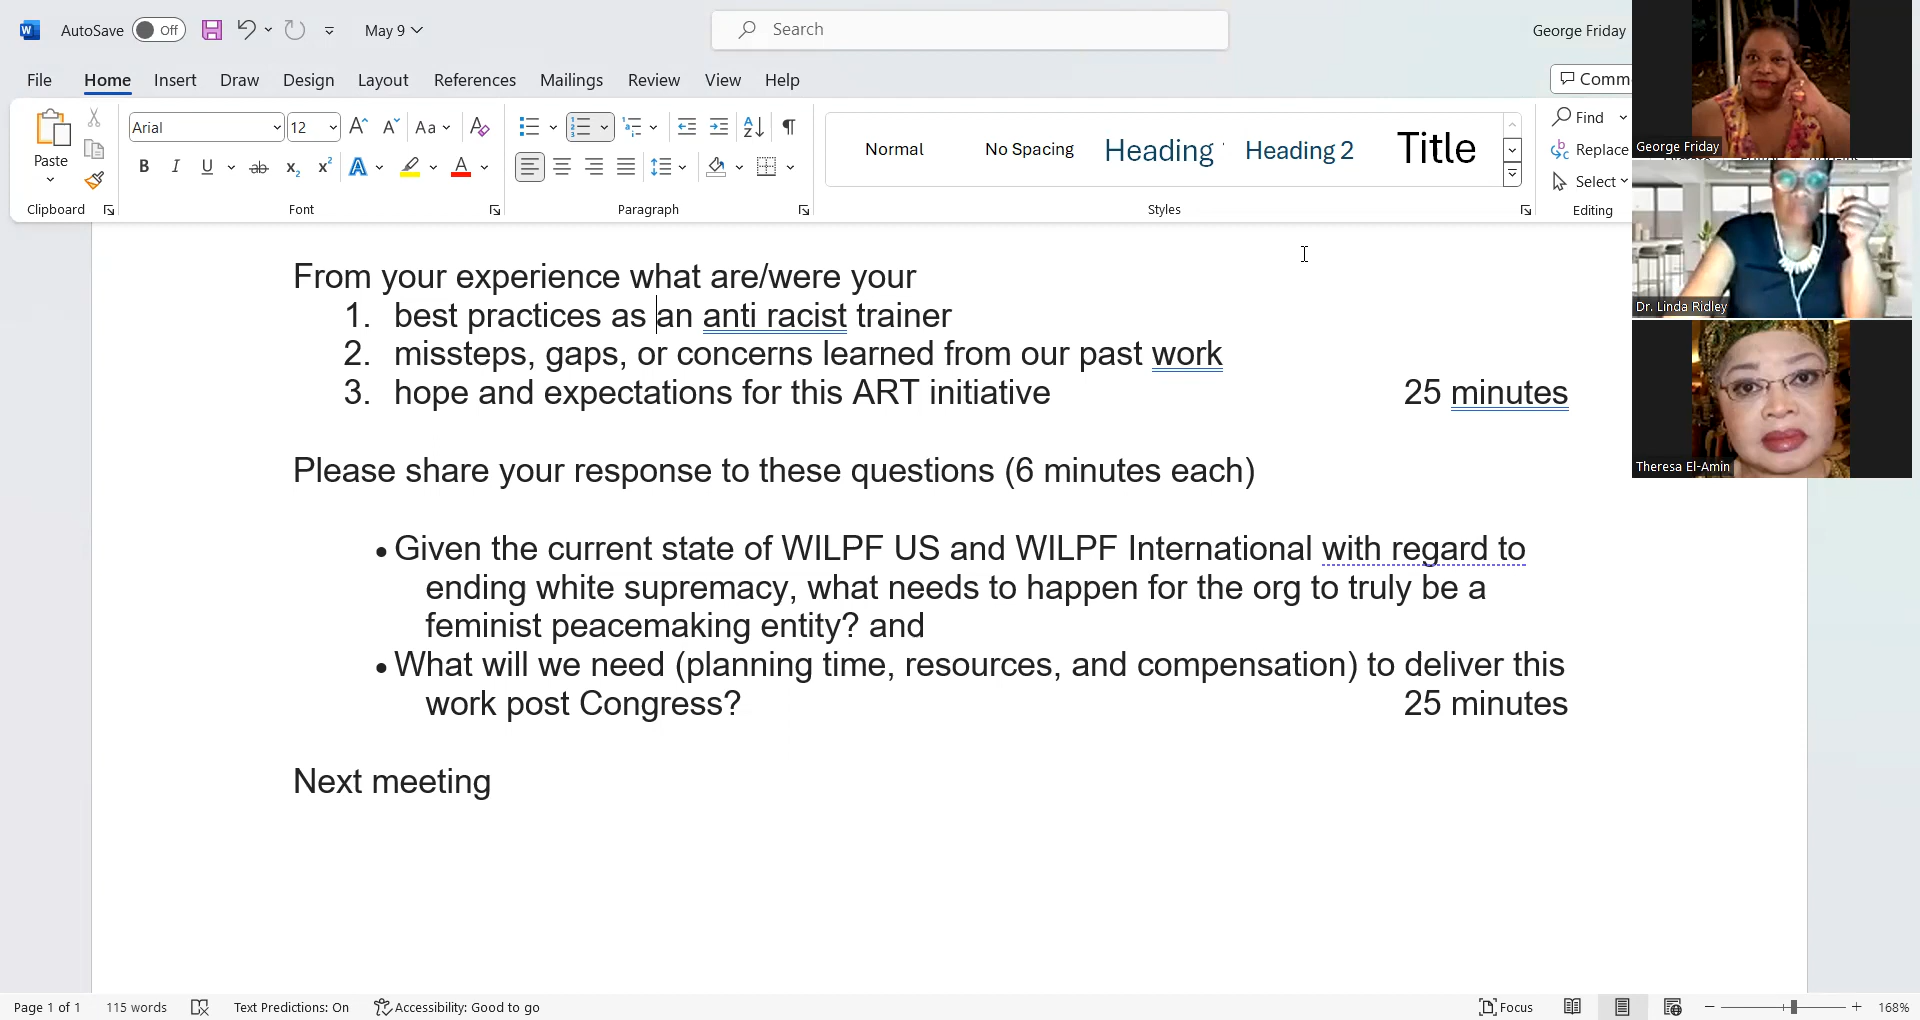 AutoSave Off May 9 Search George Friday
File Home Insert Draw Design Layout References Mailings Review View Help
Paste
Clipboard
Arial 12
Font
Paragraph
Normal No Spacing Heading Heading 2 Title
Styles
Find
Replace
Select
Editing
George Friday
Dr. Linda Ridley
Theresa El-Amin
From your experience what are/were your
1. best practices as an anti racist trainer
2. missteps, gaps, or concerns learned from our past work
3. hope and expectations for this ART initiative 25 minutes
Please share your response to these questions (6 minutes each)
• Given the current state of WILPF US and WILPF International with regard to
ending white supremacy, what needs to happen for the org to truly be a
feminist peacemaking entity? and
• What will we need (planning time, resources, and compensation) to deliver this
work post Congress? 25 minutes
Next meeting
Page 1 of 1 115 words Text Predictions: On Accessibility: Good to go Focus 168%